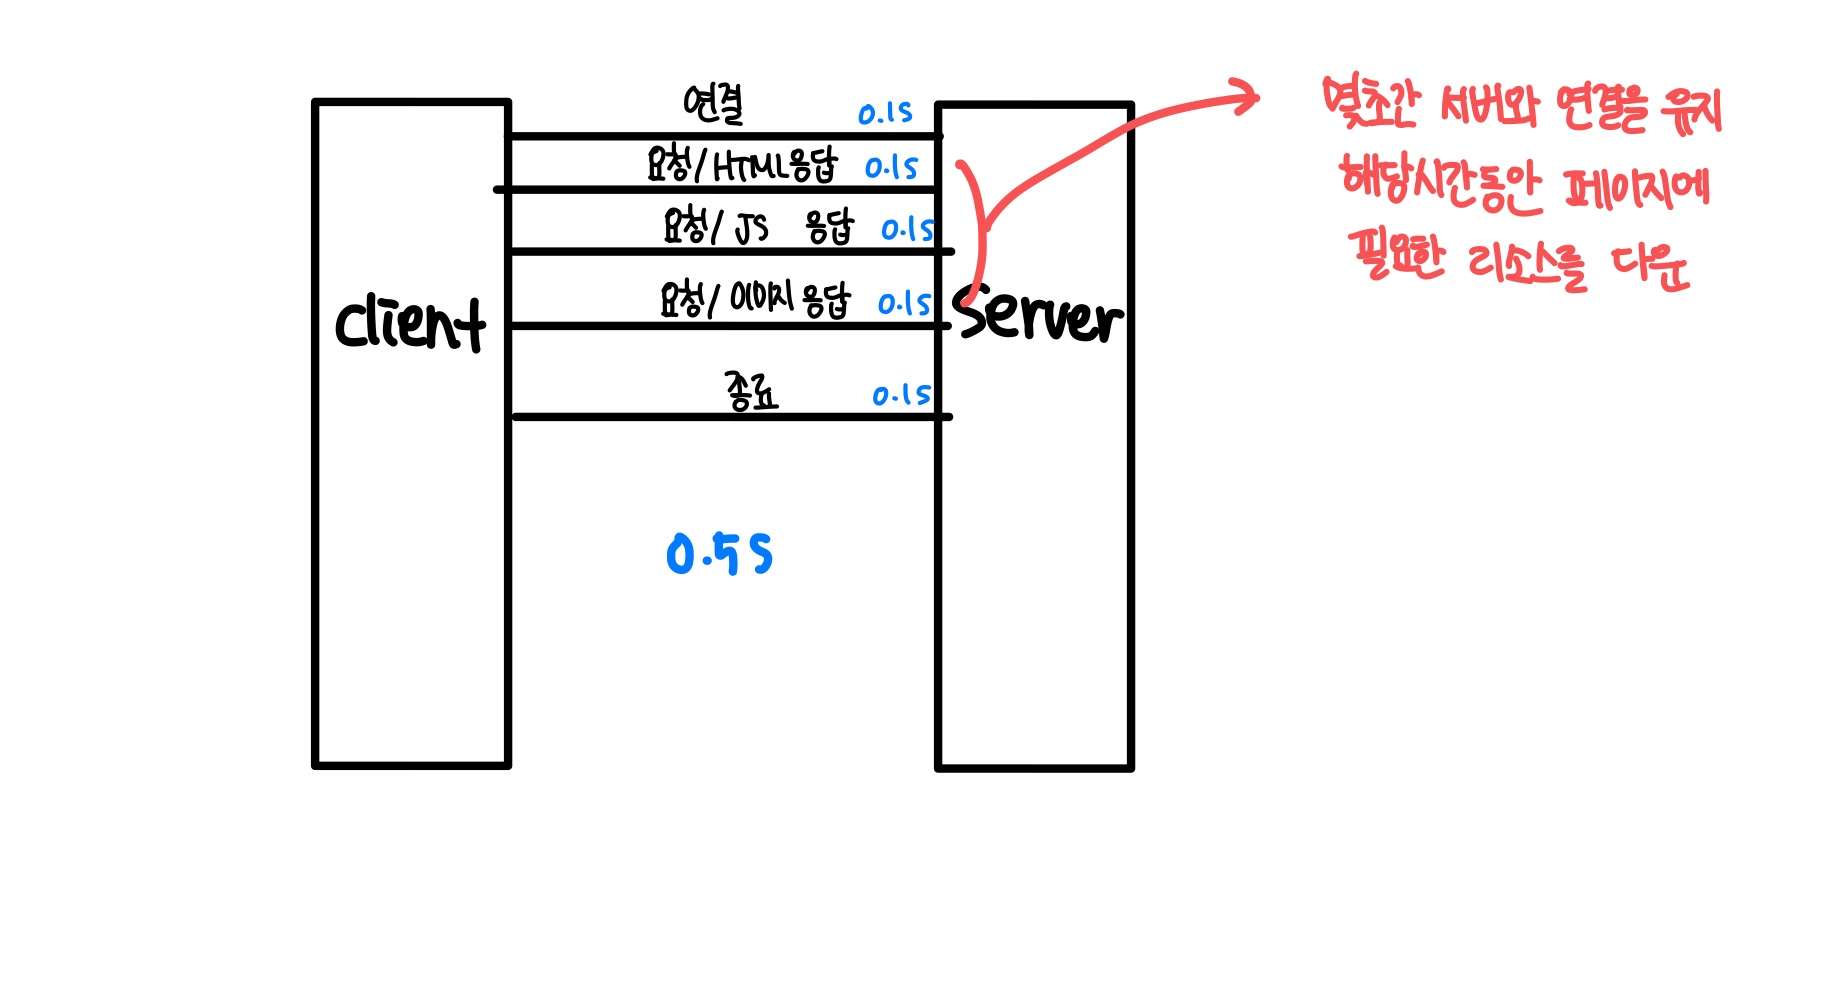 연결 0.1s
요청/HTML응답 0.1s
요청/ JS 응답 0.1s
요청/ 이미지 응답 0.1s
종료 0.1s
client
server
0.5s
몇초간 서버와 연결을 유지
해당시간동안 페이지에
필요한 리소스를 다운